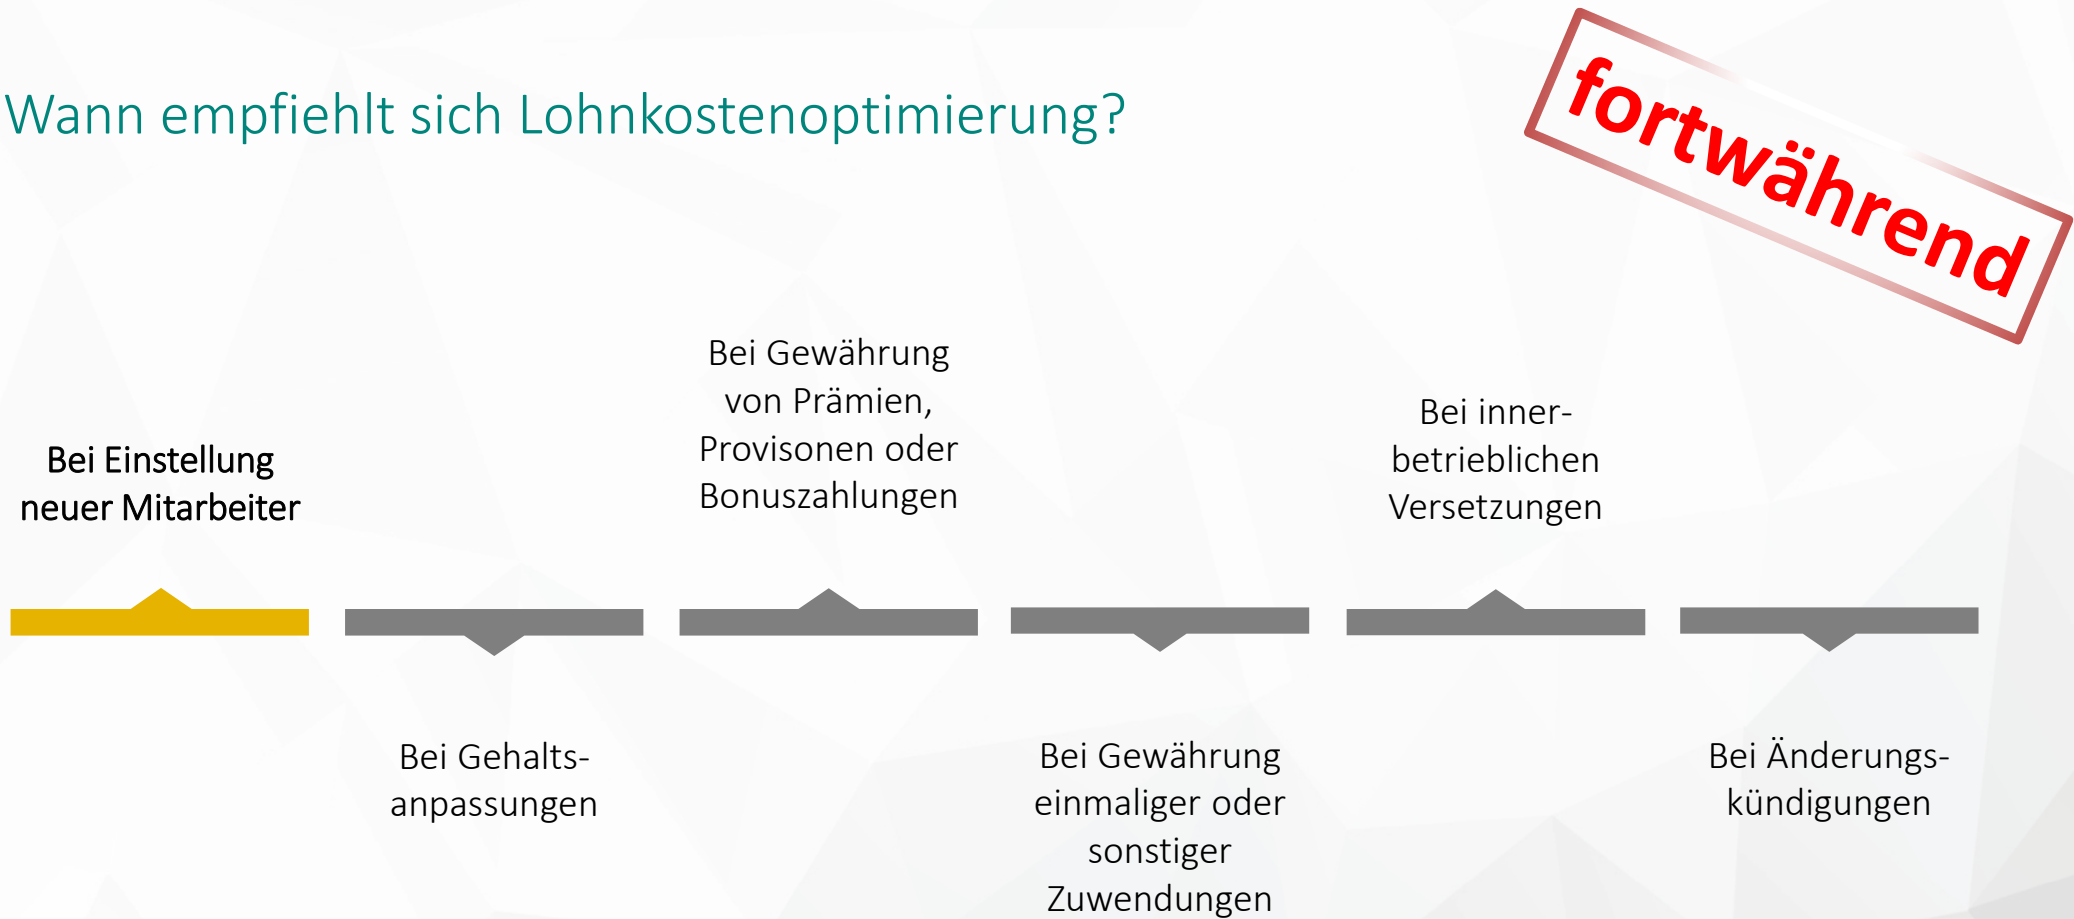 Wann empfiehlt sich Lohnkostenoptimierung?
fortwährend
Bei Einstellung
neuer Mitarbeiter
Bei Gehalts-
anpassungen
Bei Gewährung
von Prämien,
Provisonen oder
Bonuszahlungen
Bei Gewährung
einmaliger oder
sonstiger
Zuwendungen
Bei inner-
betrieblichen
Versetzungen
Bei Änderungs-
kündigungen